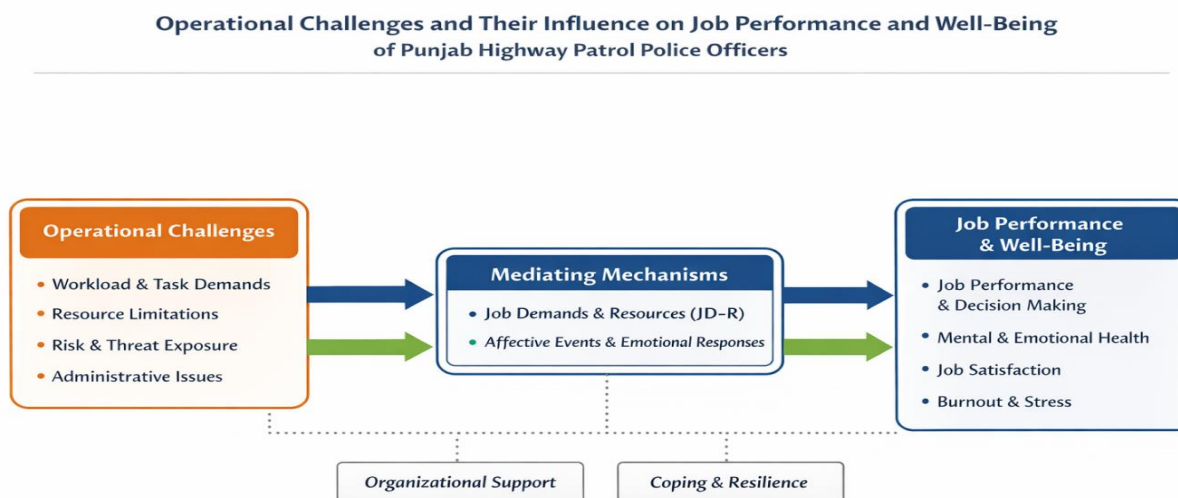 Operational Challenges and Their Influence on Job Performance and Well-Being
of Punjab Highway Patrol Police Officers
Operational Challenges
• Workload & Task Demands
• Resource Limitations
• Risk & Threat Exposure
• Administrative Issues
Mediating Mechanisms
• Job Demands & Resources (JD-R)
• Affective Events & Emotional Responses
Job Performance
& Well-Being
• Job Performance
& Decision Making
• Mental & Emotional Health
• Job Satisfaction
• Burnout & Stress
Organizational Support
Coping & Resilience